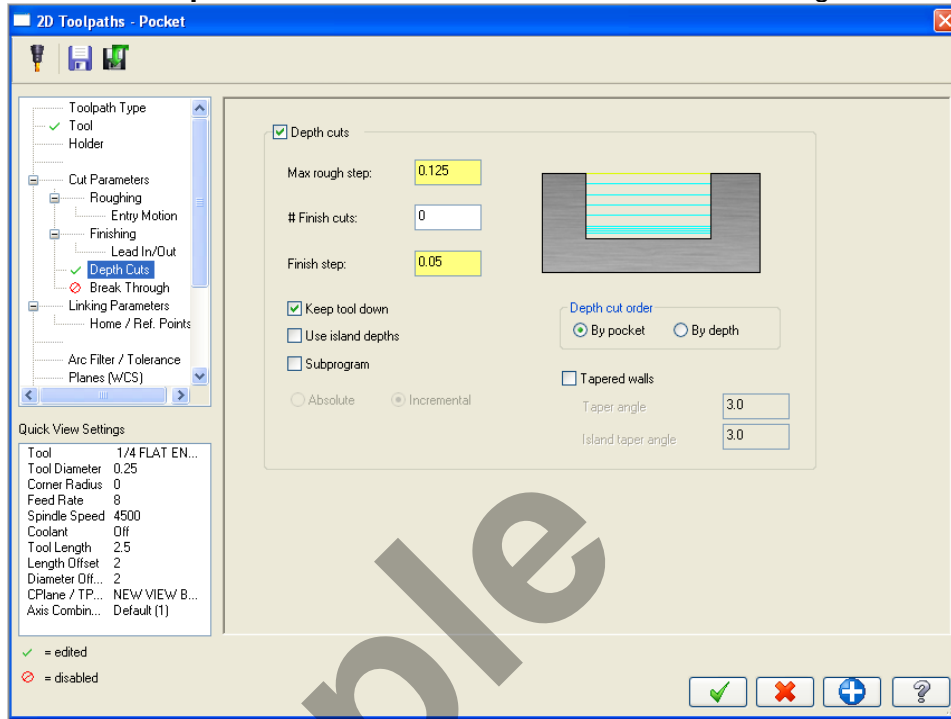 2D Toolpaths - Pocket
Toolpath Type
Tool
Holder
Cut Parameters
Roughing
Entry Motion
Finishing
Lead In/Out
Depth Cuts
Break Through
Linking Parameters
Home / Ref. Points
Arc Filter / Tolerance
Planes (WCS)
Quick View Settings
Tool 1/4 FLAT EN...
Tool Diameter 0.25
Corner Radius 0
Feed Rate 8
Spindle Speed 4500
Coolant Off
Tool Length 2.5
Length Offset 2
Diameter Off... 2
CPlane / TP... NEW VIEW B...
Axis Combin... Default (1)
= edited
= disabled
Depth cuts
Max rough step: 0.125
# Finish cuts: 0
Finish step: 0.05
Keep tool down
Use island depths
Subprogram
Absolute Incremental
Depth cut order
By pocket By depth
Tapered walls
Taper angle 3.0
Island taper angle 3.0